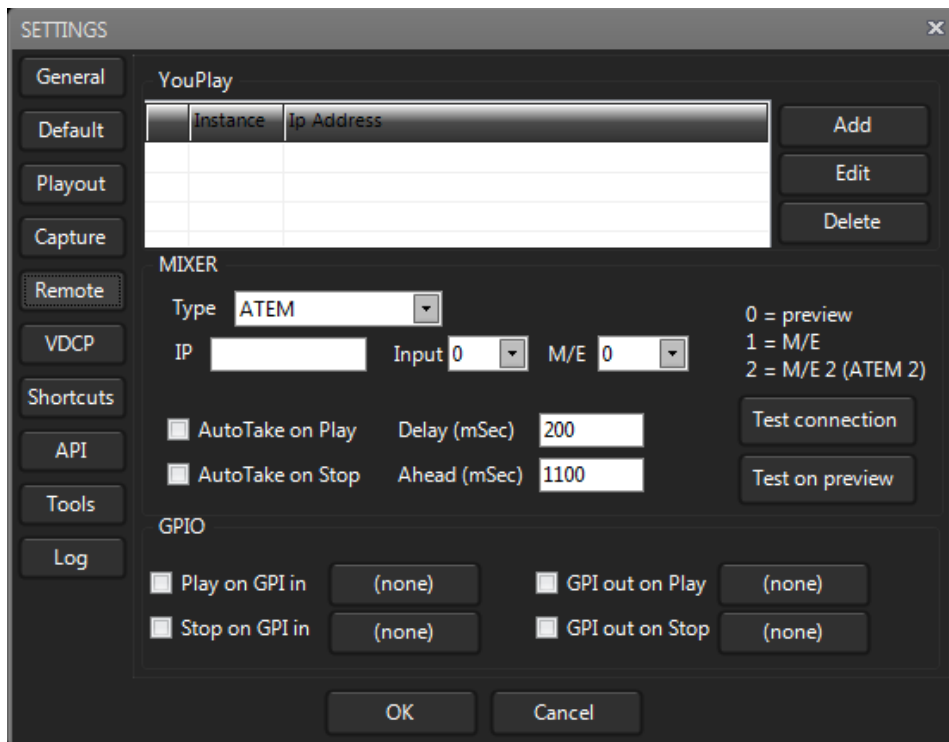 SETTINGS
General
Default
Playout
Capture
Remote
VDCP
Shortcuts
API
Tools
Log
YouPlay
Instance Ip Address
Add
Edit
Delete
MIXER
Type ATEM
IP Input 0 M/E 0
0 = preview
1 = M/E
2 = M/E 2 (ATEM 2)
AutoTake on Play Delay (mSec) 200
AutoTake on Stop Ahead (mSec) 1100
Test connection
Test on preview
GPIO
Play on GPI in (none) GPI out on Play (none)
Stop on GPI in (none) GPI out on Stop (none)
OK Cancel